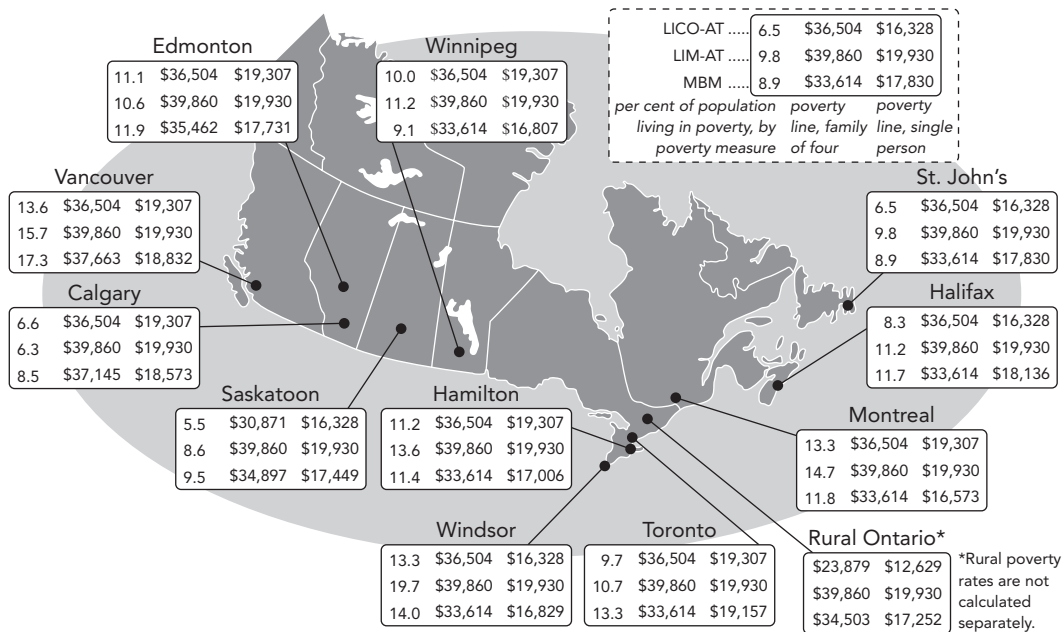 LICO-AT ..... 6.5 $36,504 $16,328
LIM-AT ..... 9.8 $39,860 $19,930
MBM ..... 8.9 $33,614 $17,830
per cent of population living in poverty, by poverty measure
poverty line, family of four
poverty line, single person
Edmonton
11.1 $36,504 $19,307
10.6 $39,860 $19,930
11.9 $35,462 $17,731
Winnipeg
10.0 $36,504 $19,307
11.2 $39,860 $19,930
9.1 $33,614 $16,807
Vancouver
13.6 $36,504 $19,307
15.7 $39,860 $19,930
17.3 $37,663 $18,832
St. John's
6.5 $36,504 $16,328
9.8 $39,860 $19,930
8.9 $33,614 $17,830
Calgary
6.6 $36,504 $19,307
6.3 $39,860 $19,930
8.5 $37,145 $18,573
Halifax
8.3 $36,504 $16,328
11.2 $39,860 $19,930
11.7 $33,614 $18,136
Saskatoon
5.5 $30,871 $16,328
8.6 $39,860 $19,930
9.5 $34,897 $17,449
Hamilton
11.2 $36,504 $19,307
13.6 $39,860 $19,930
11.4 $33,614 $17,006
Montreal
13.3 $36,504 $19,307
14.7 $39,860 $19,930
11.8 $33,614 $16,573
Windsor
13.3 $36,504 $16,328
19.7 $39,860 $19,930
14.0 $33,614 $16,829
Toronto
9.7 $36,504 $19,307
10.7 $39,860 $19,930
13.3 $33,614 $19,157
Rural Ontario*
$23,879 $12,629
$39,860 $19,930
$34,503 $17,252
*Rural poverty
rates are not
calculated
separately.